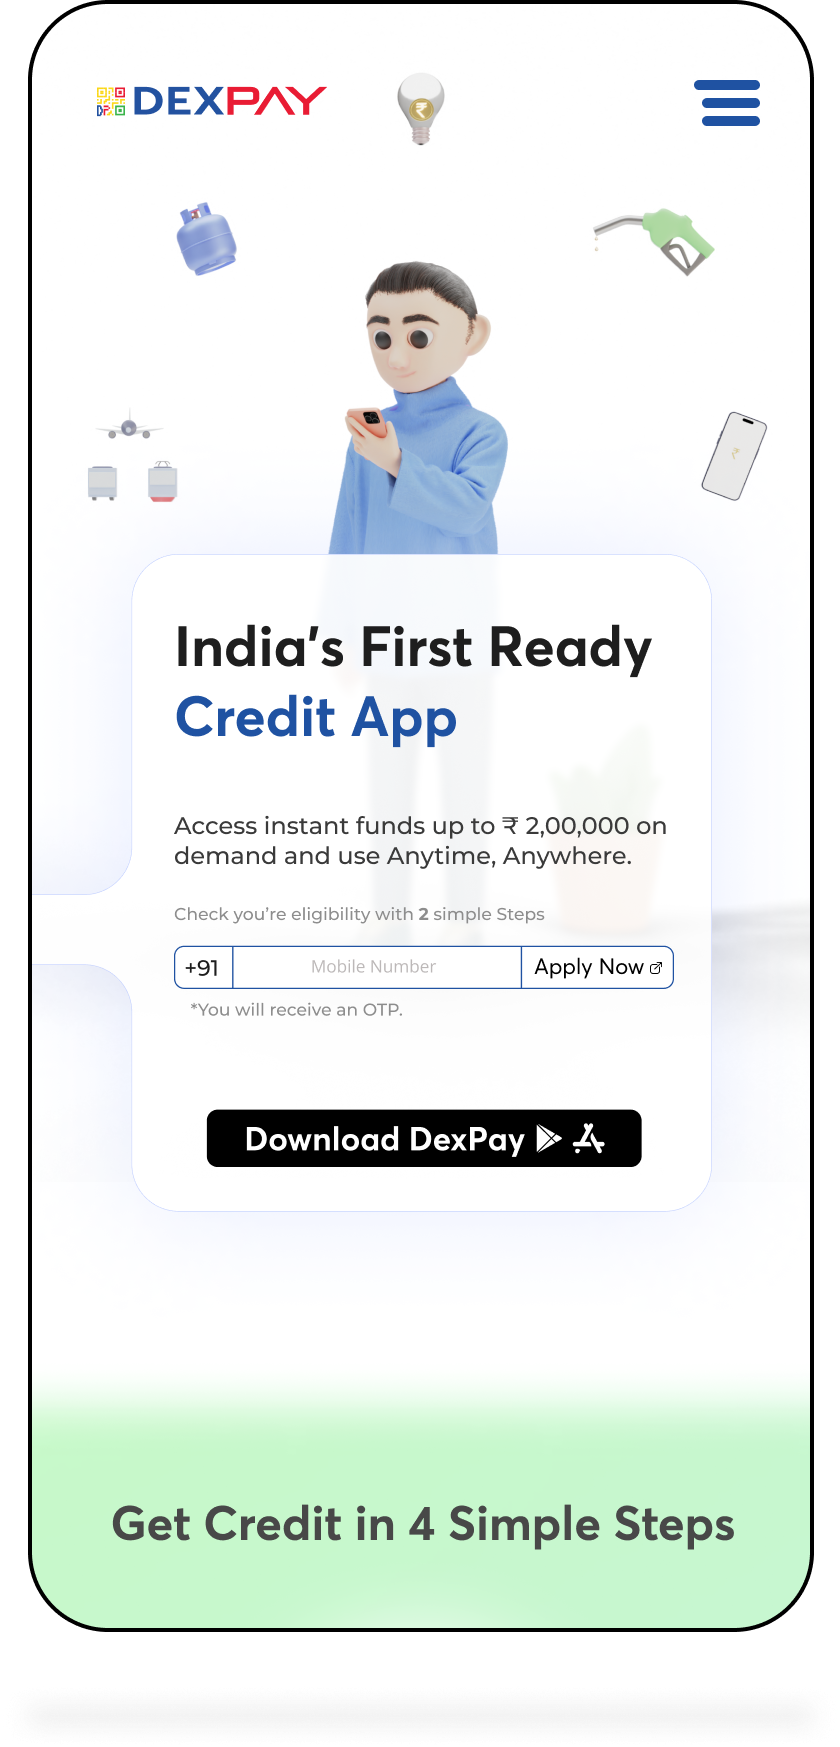 DEXPAY
India's First Ready
Credit App
Access instant funds up to ₹ 2,00,000 on
demand and use Anytime, Anywhere.
Check you're eligibility with 2 simple Steps
+91 Mobile Number Apply Now
*You will receive an OTP.
Download DexPay
Get Credit in 4 Simple Steps